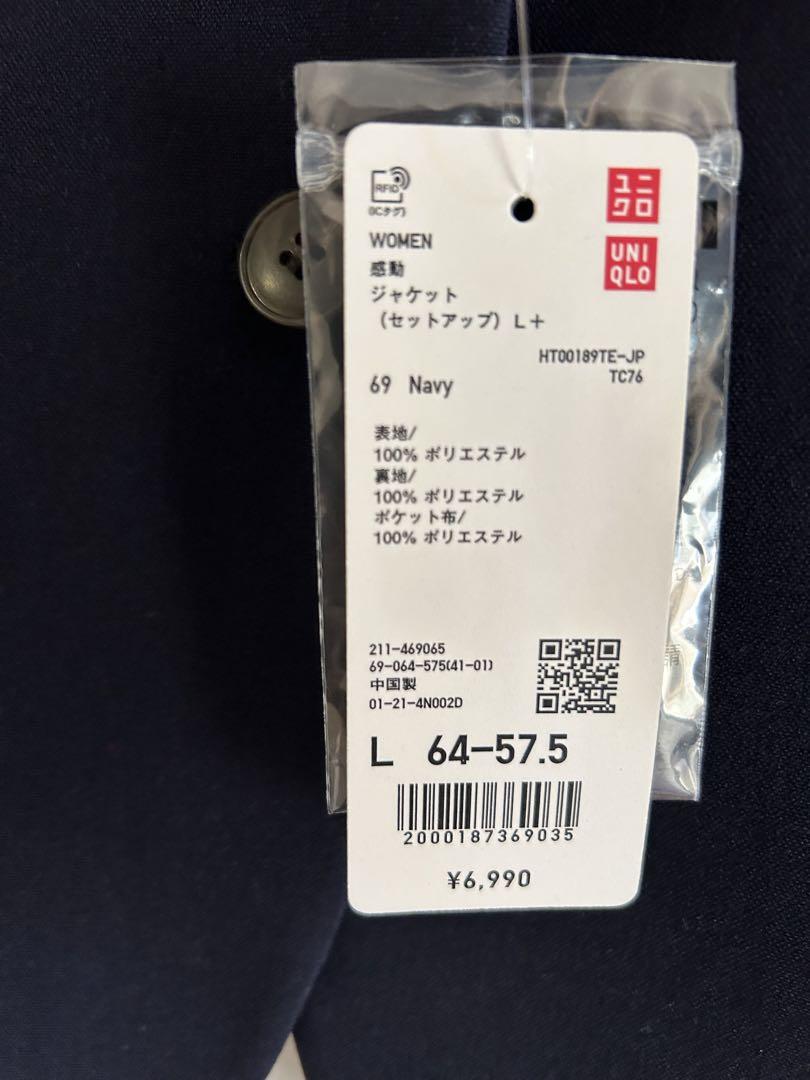 RFID
(ICタグ)
ユニ
クロ
UNI
QLO
WOMEN
感動
ジャケット
(セットアップ) L+
HT00189TE-JP
TC76
69 Navy
表地/
100% ポリエステル
裏地/
100% ポリエステル
ポケット布/
100% ポリエステル
211-469065
69-064-575(41-01)
中国製
01-21-4N002D
L 64-57.5
2000187369035
¥6,990